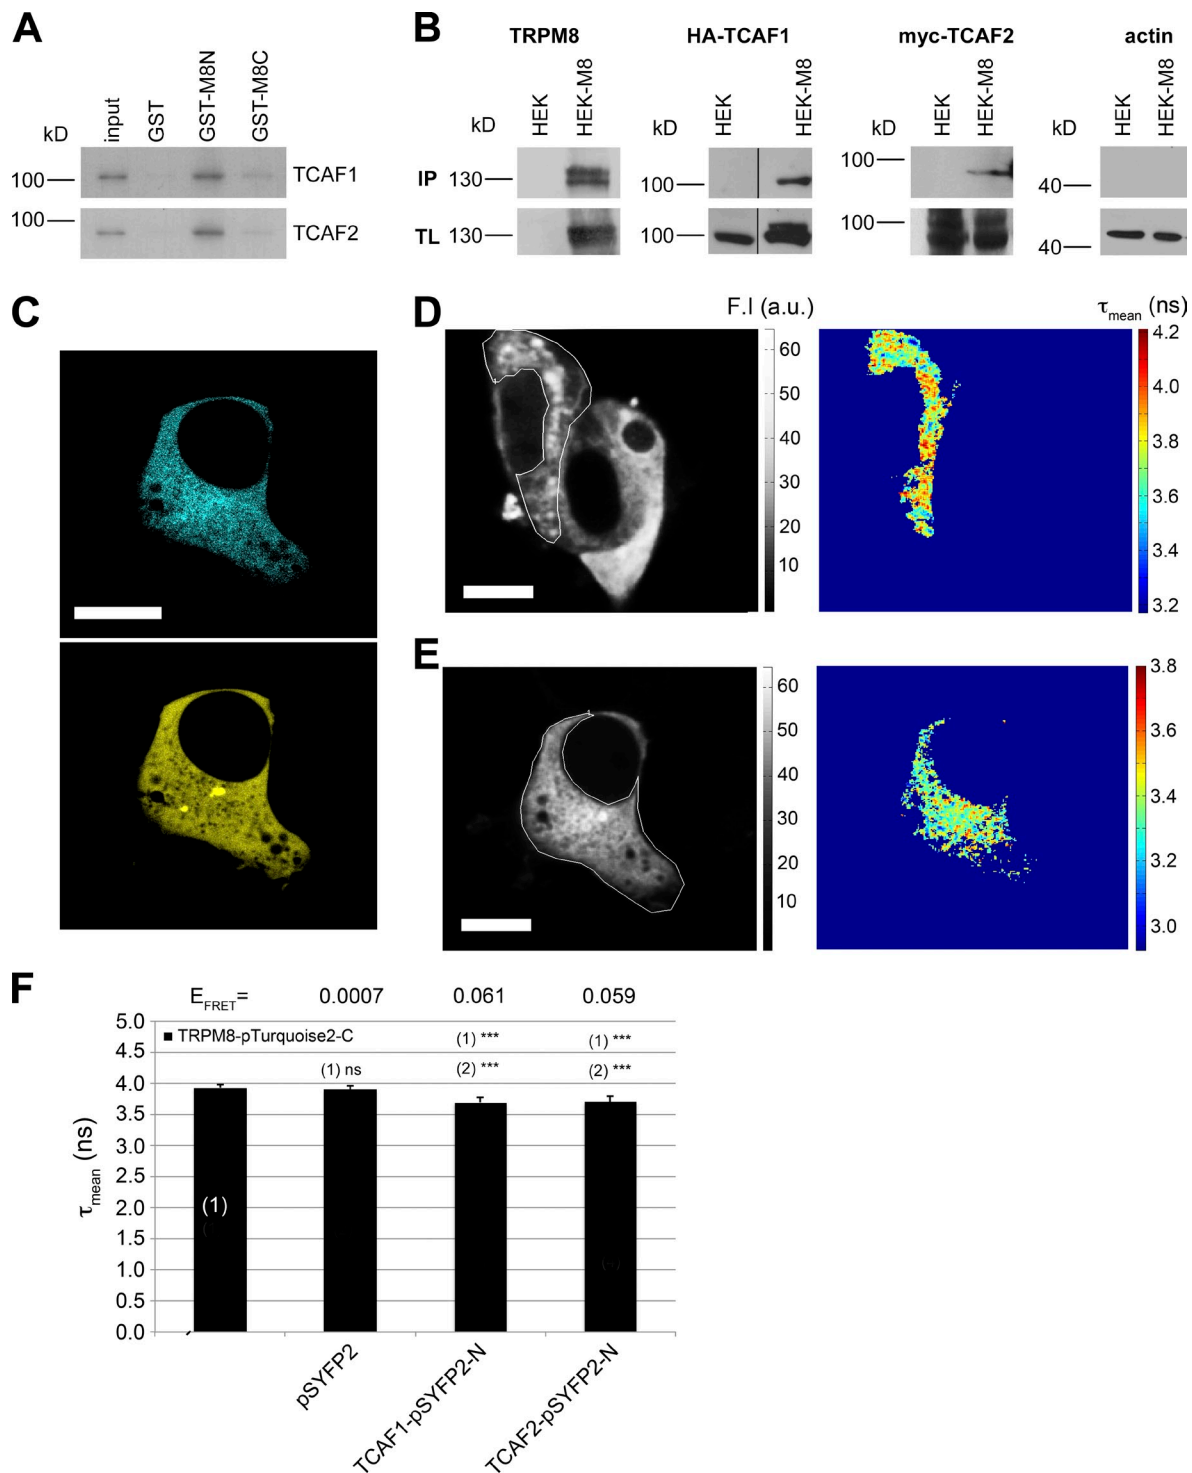 A
kD
input
GST
GST-M8N
GST-M8C
100
TCAF1
100
TCAF2
B
TRPM8
HA-TCAF1
myc-TCAF2
actin
kD
HEK
HEK-M8
kD
HEK
HEK-M8
kD
HEK
HEK-M8
kD
HEK
HEK-M8
IP
130
100
100
40
TL
130
100
100
40
C
D
F.I (a.u.)
60
50
40
30
20
10
τmean (ns)
4.2
4.0
3.8
3.6
3.4
3.2
E
60
50
40
30
20
10
3.8
3.6
3.4
3.2
3.0
F
EFRET= 0.0007 0.061 0.059
5.0
4.5
4.0
3.5
3.0
2.5
2.0
1.5
1.0
0.5
0.0
τmean (ns)
TRPM8-pTurquoise2-C
(1) ***
(1) ***
(1) ns
(2) ***
(2) ***
(1)
pSYFP2
TCAF1-pSYFP2-N
TCAF2-pSYFP2-N